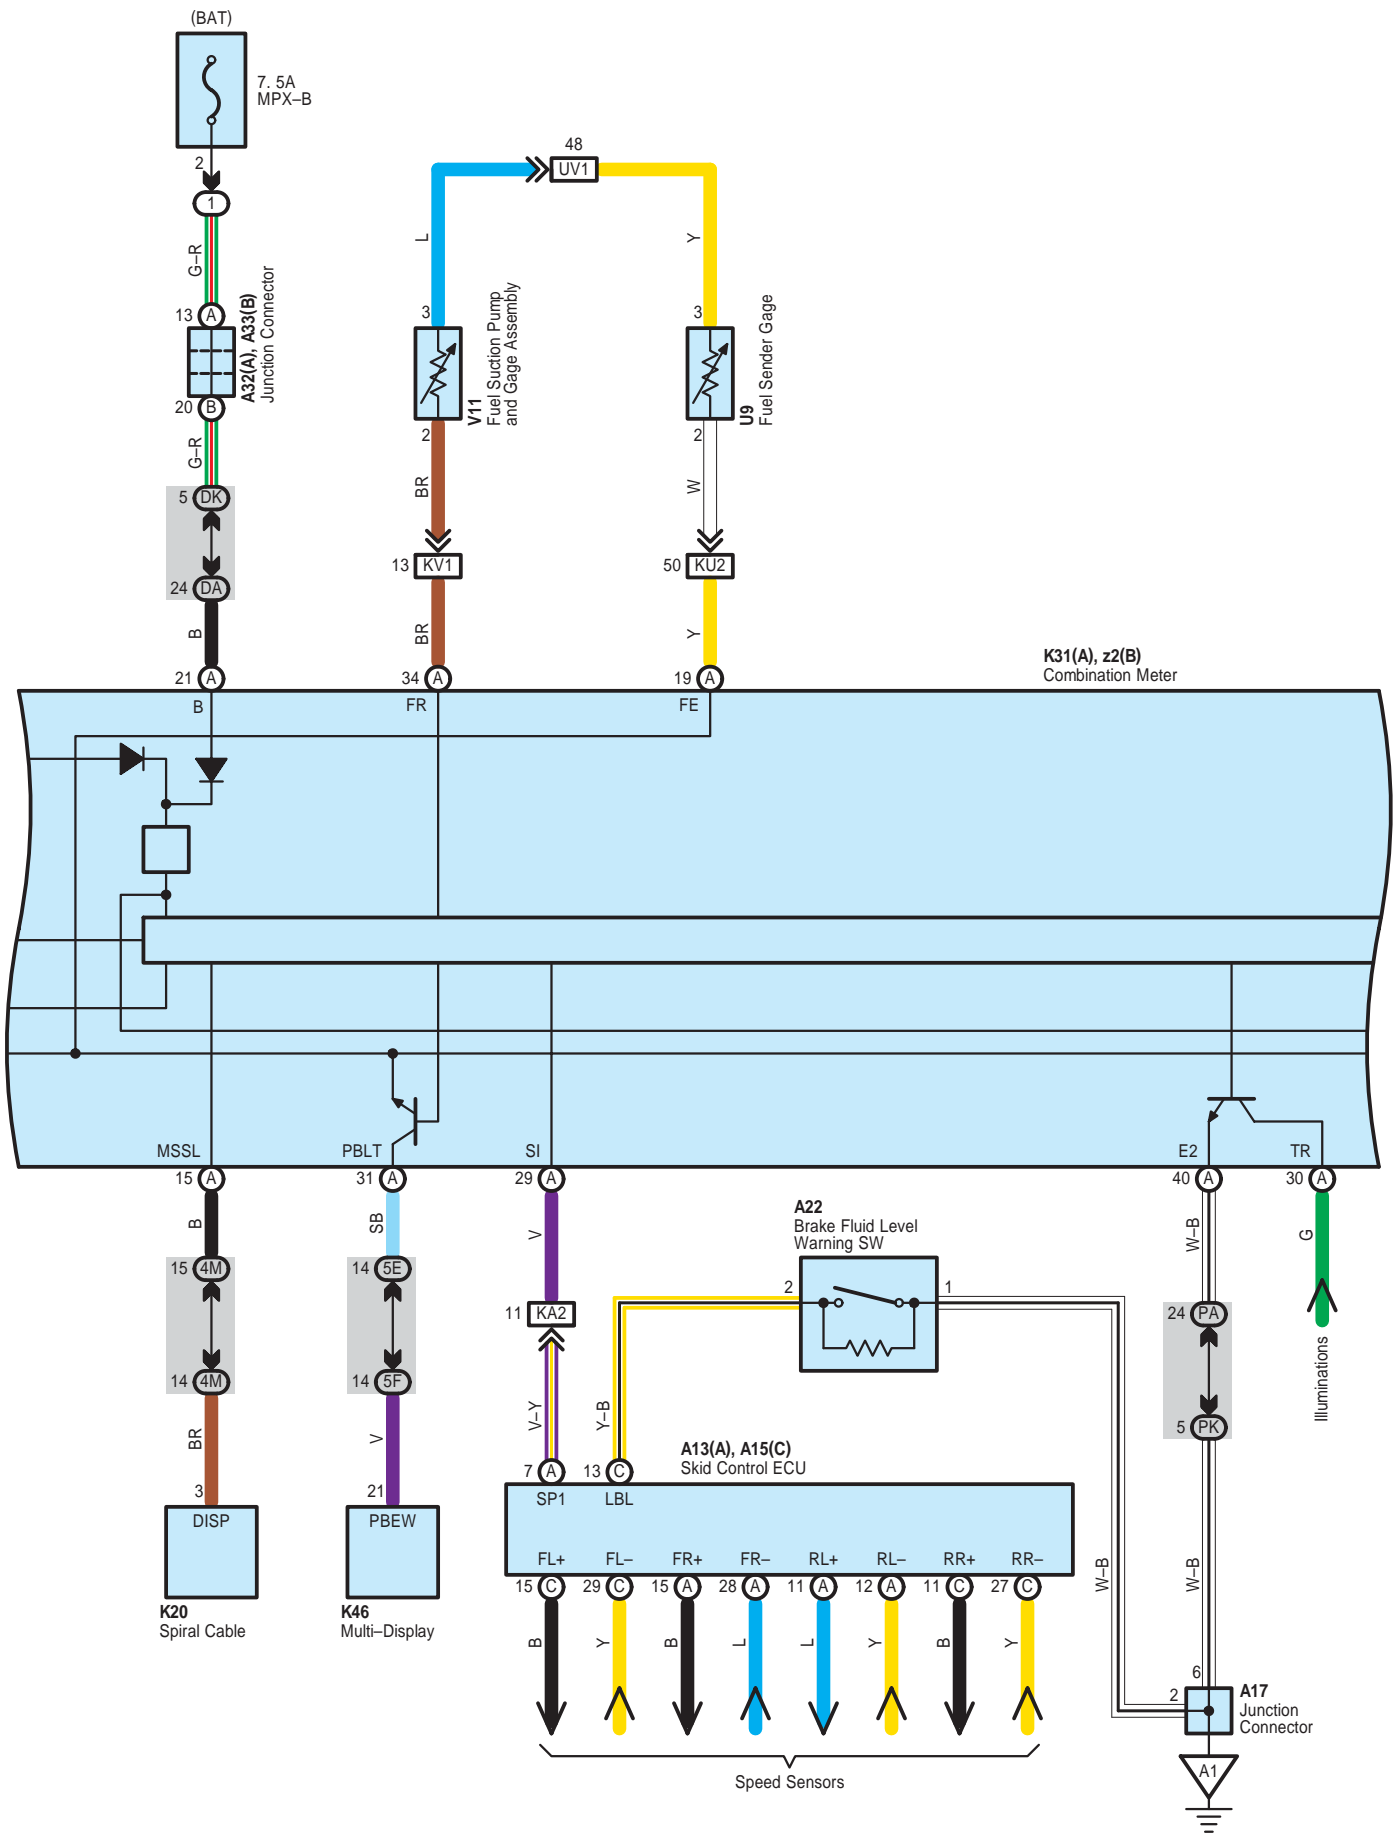 (BAT)
7. 5A
MPX–B
2
1
G–R
13 A
A32(A), A33(B)
Junction Connector
20 B
G–R
5 DK
24 DA
B
21 A
B
48
UV1
L
Y
3
V11
Fuel Suction Pump
and Gage Assembly
2
BR
13 KV1
BR
34 A
FR
3
U9
Fuel Sender Gage
2
W
50 KU2
Y
19 A
FE
K31(A), z2(B)
Combination Meter
MSSL
15 A
B
15 4M
14 4M
BR
3
DISP
K20
Spiral Cable
PBLT
31 A
SB
14 5E
14 5F
V
21
PBEW
K46
Multi–Display
SI
29 A
V
11 KA2
V–Y
7 A
SP1
A22
Brake Fluid Level
Warning SW
2
1
Y–B
13 C
LBL
A13(A), A15(C)
Skid Control ECU
FL+ FL– FR+ FR– RL+ RL– RR+ RR–
15 C 29 C 15 A 28 A 11 A 12 A 11 C 27 C
B Y B L L Y B Y
Speed Sensors
E2
40 A
W–B
24 PA
5 PK
W–B
W–B
TR
30 A
G
Illuminations
6
2
A17
Junction
Connector
A1